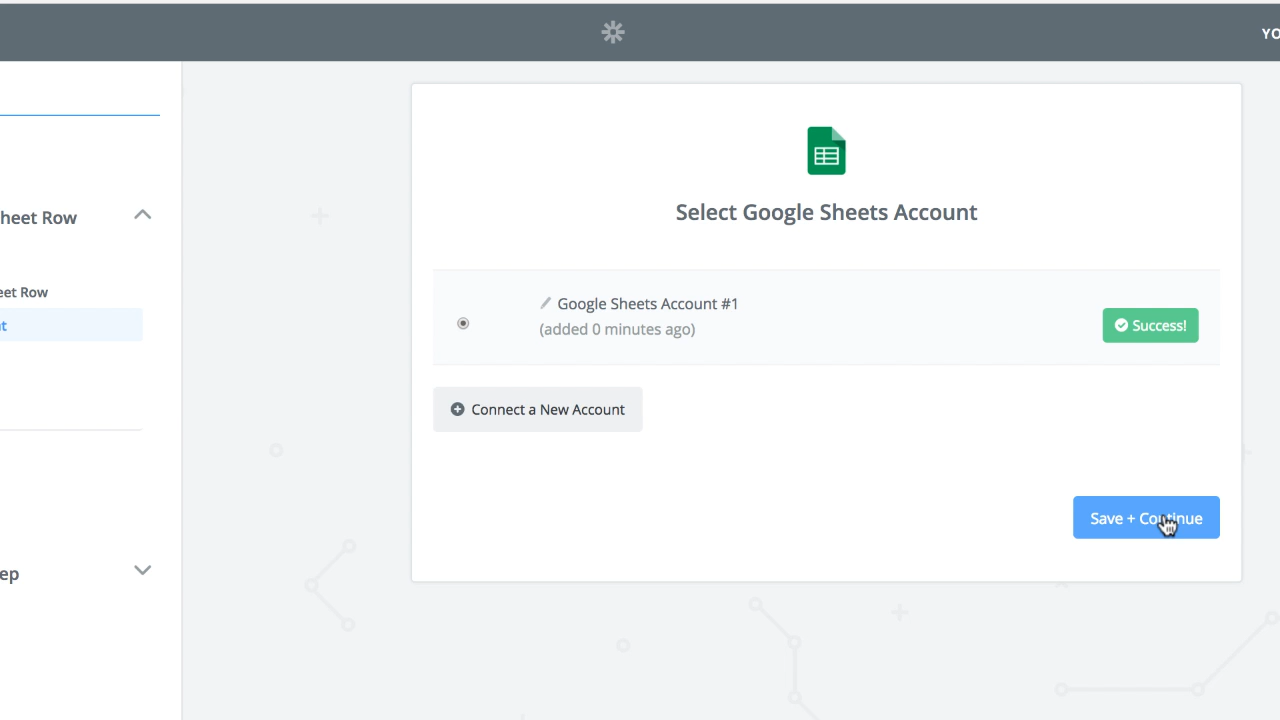 YO
heet Row
eet Row
t
ep
Select Google Sheets Account
Google Sheets Account #1
(added 0 minutes ago)
Success!
Connect a New Account
Save + Continue